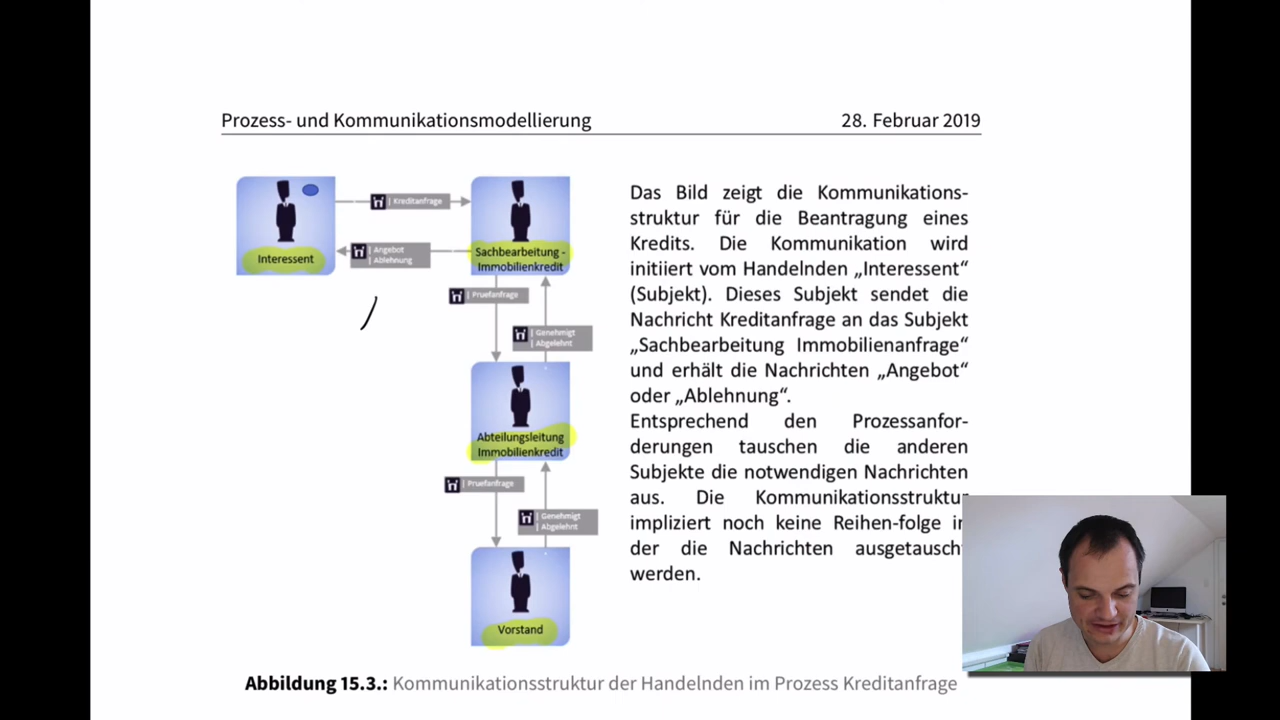 Prozess- und Kommunikationsmodellierung
28. Februar 2019
Interessent
| Kreditanfrage
| Angebot
| Ablehnung
Sachbearbeitung -
Immobilienkredit
| Pruefanfrage
| Genehmigt
| Abgelehnt
Abteilungsleitung
Immobilienkredit
| Pruefanfrage
| Genehmigt
| Abgelehnt
Vorstand
Das Bild zeigt die Kommunikations-
struktur für die Beantragung eines
Kredits. Die Kommunikation wird
initiiert vom Handelnden „Interessent“
(Subjekt). Dieses Subjekt sendet die
Nachricht Kreditanfrage an das Subjekt
„Sachbearbeitung Immobilienanfrage“
und erhält die Nachrichten „Angebot“
oder „Ablehnung“.
Entsprechend den Prozessanfor-
derungen tauschen die anderen
Subjekte die notwendigen Nachrichten
aus. Die Kommunikationsstruktur
impliziert noch keine Reihen-folge in
der die Nachrichten ausgetauscht
werden.
Abbildung 15.3.: Kommunikationsstruktur der Handelnden im Prozess Kreditanfrage